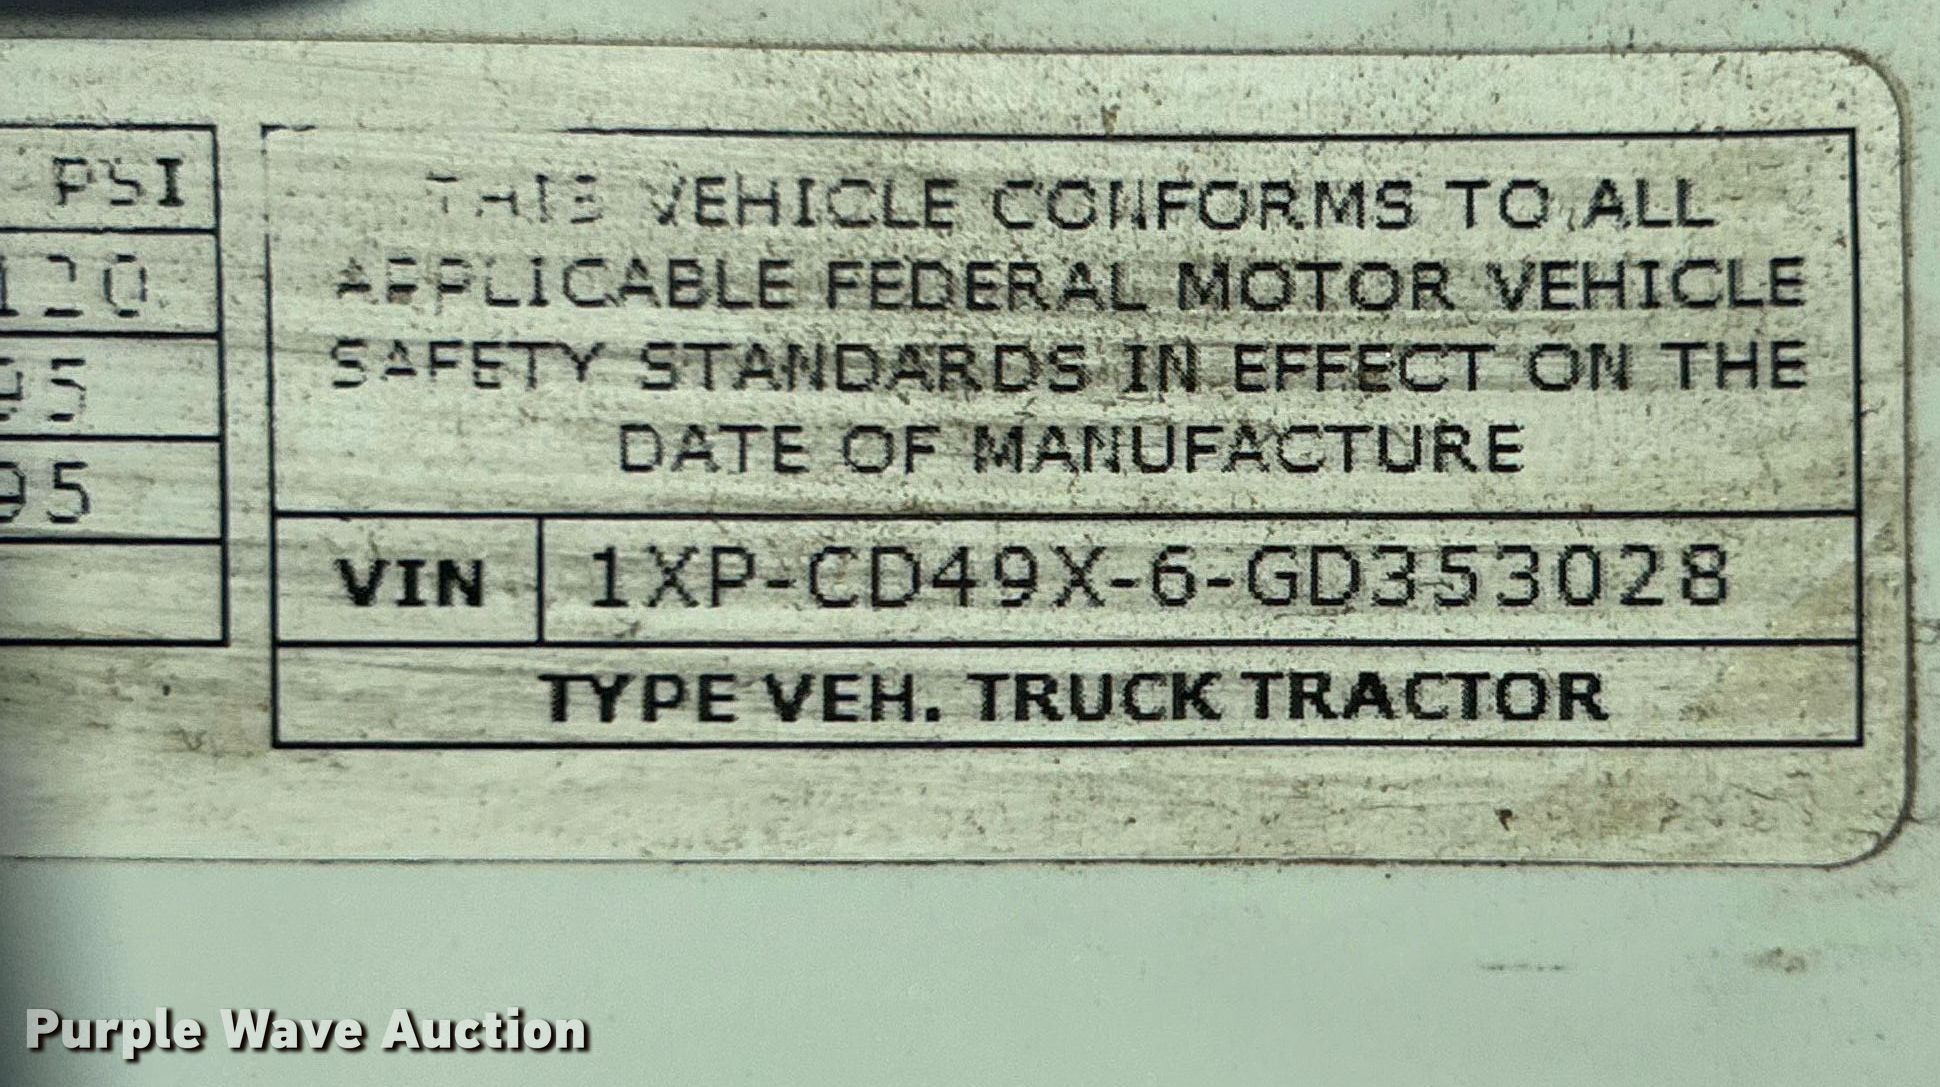 PSI
120
95
95
THIS VEHICLE CONFORMS TO ALL
APPLICABLE FEDERAL MOTOR VEHICLE
SAFETY STANDARDS IN EFFECT ON THE
DATE OF MANUFACTURE
VIN 1XP-CD49X-6-GD353028
TYPE VEH. TRUCK TRACTOR
Purple Wave Auction